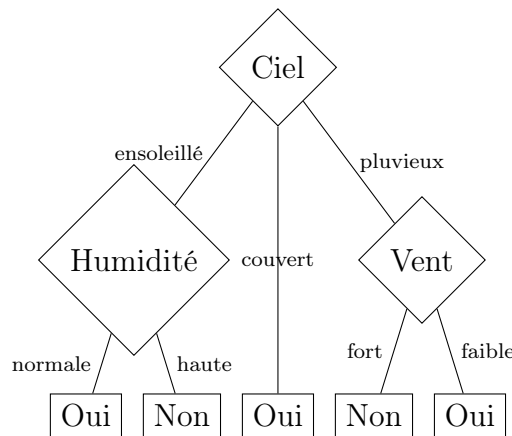 Ciel
ensoleillé
pluvieux
Humidité
couvert
Vent
normale
haute
fort
faible
Oui
Non
Oui
Non
Oui